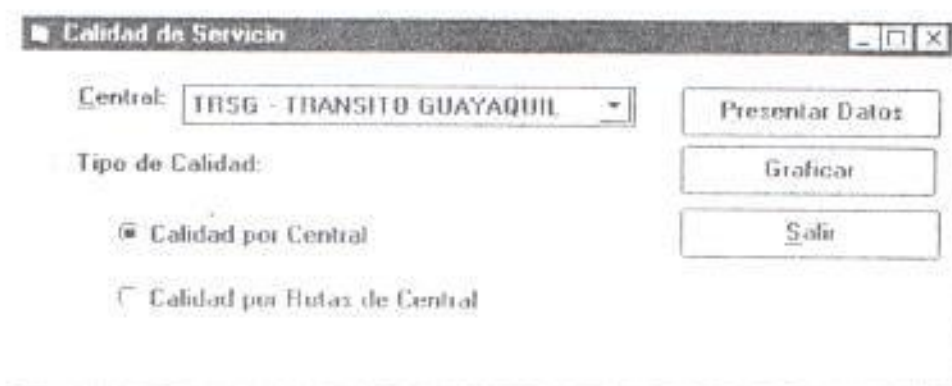 Calidad de Servicio
Central: TRSG - TRANSITO GUAYAQUIL
Presentar Datos
Tipo de Calidad:
Graficar
Calidad por Central
Salir
Calidad por Rutas de Central